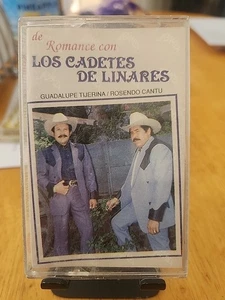 de
Romance con
LOS CADETES
DE LINARES
GUADALUPE TIJERINA / ROSENDO CANTU